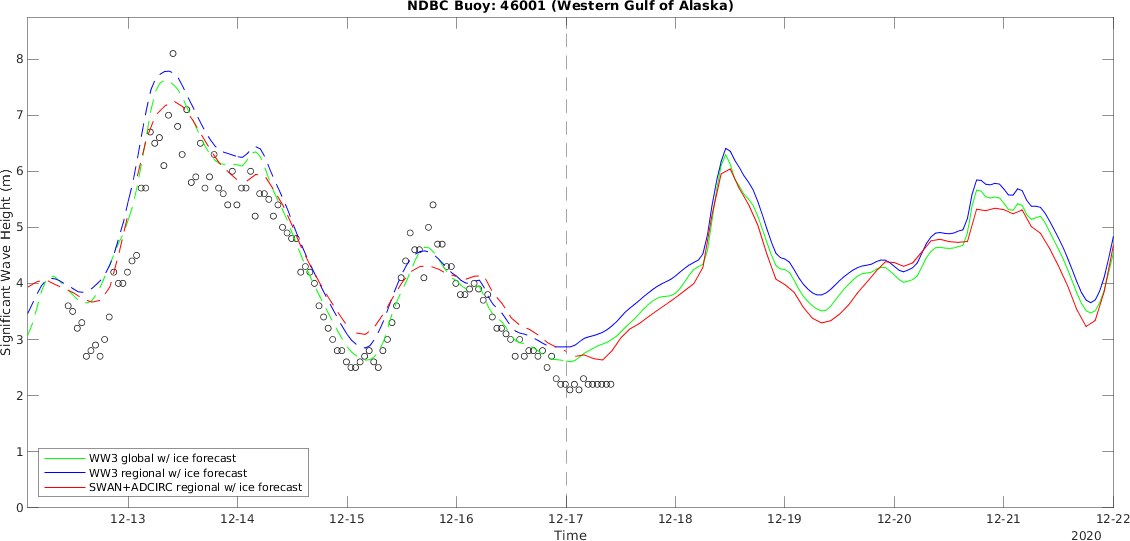 NDBC Buoy: 46001 (Western Gulf of Alaska)
8
7
6
5
4
3
2
1
0
Significant Wave Height (m)
WW3 global w/ ice forecast
WW3 regional w/ ice forecast
SWAN+ADCIRC regional w/ ice forecast
12-13 12-14 12-15 12-16 12-17 12-18 12-19 12-20 12-21 12-22
Time
2020